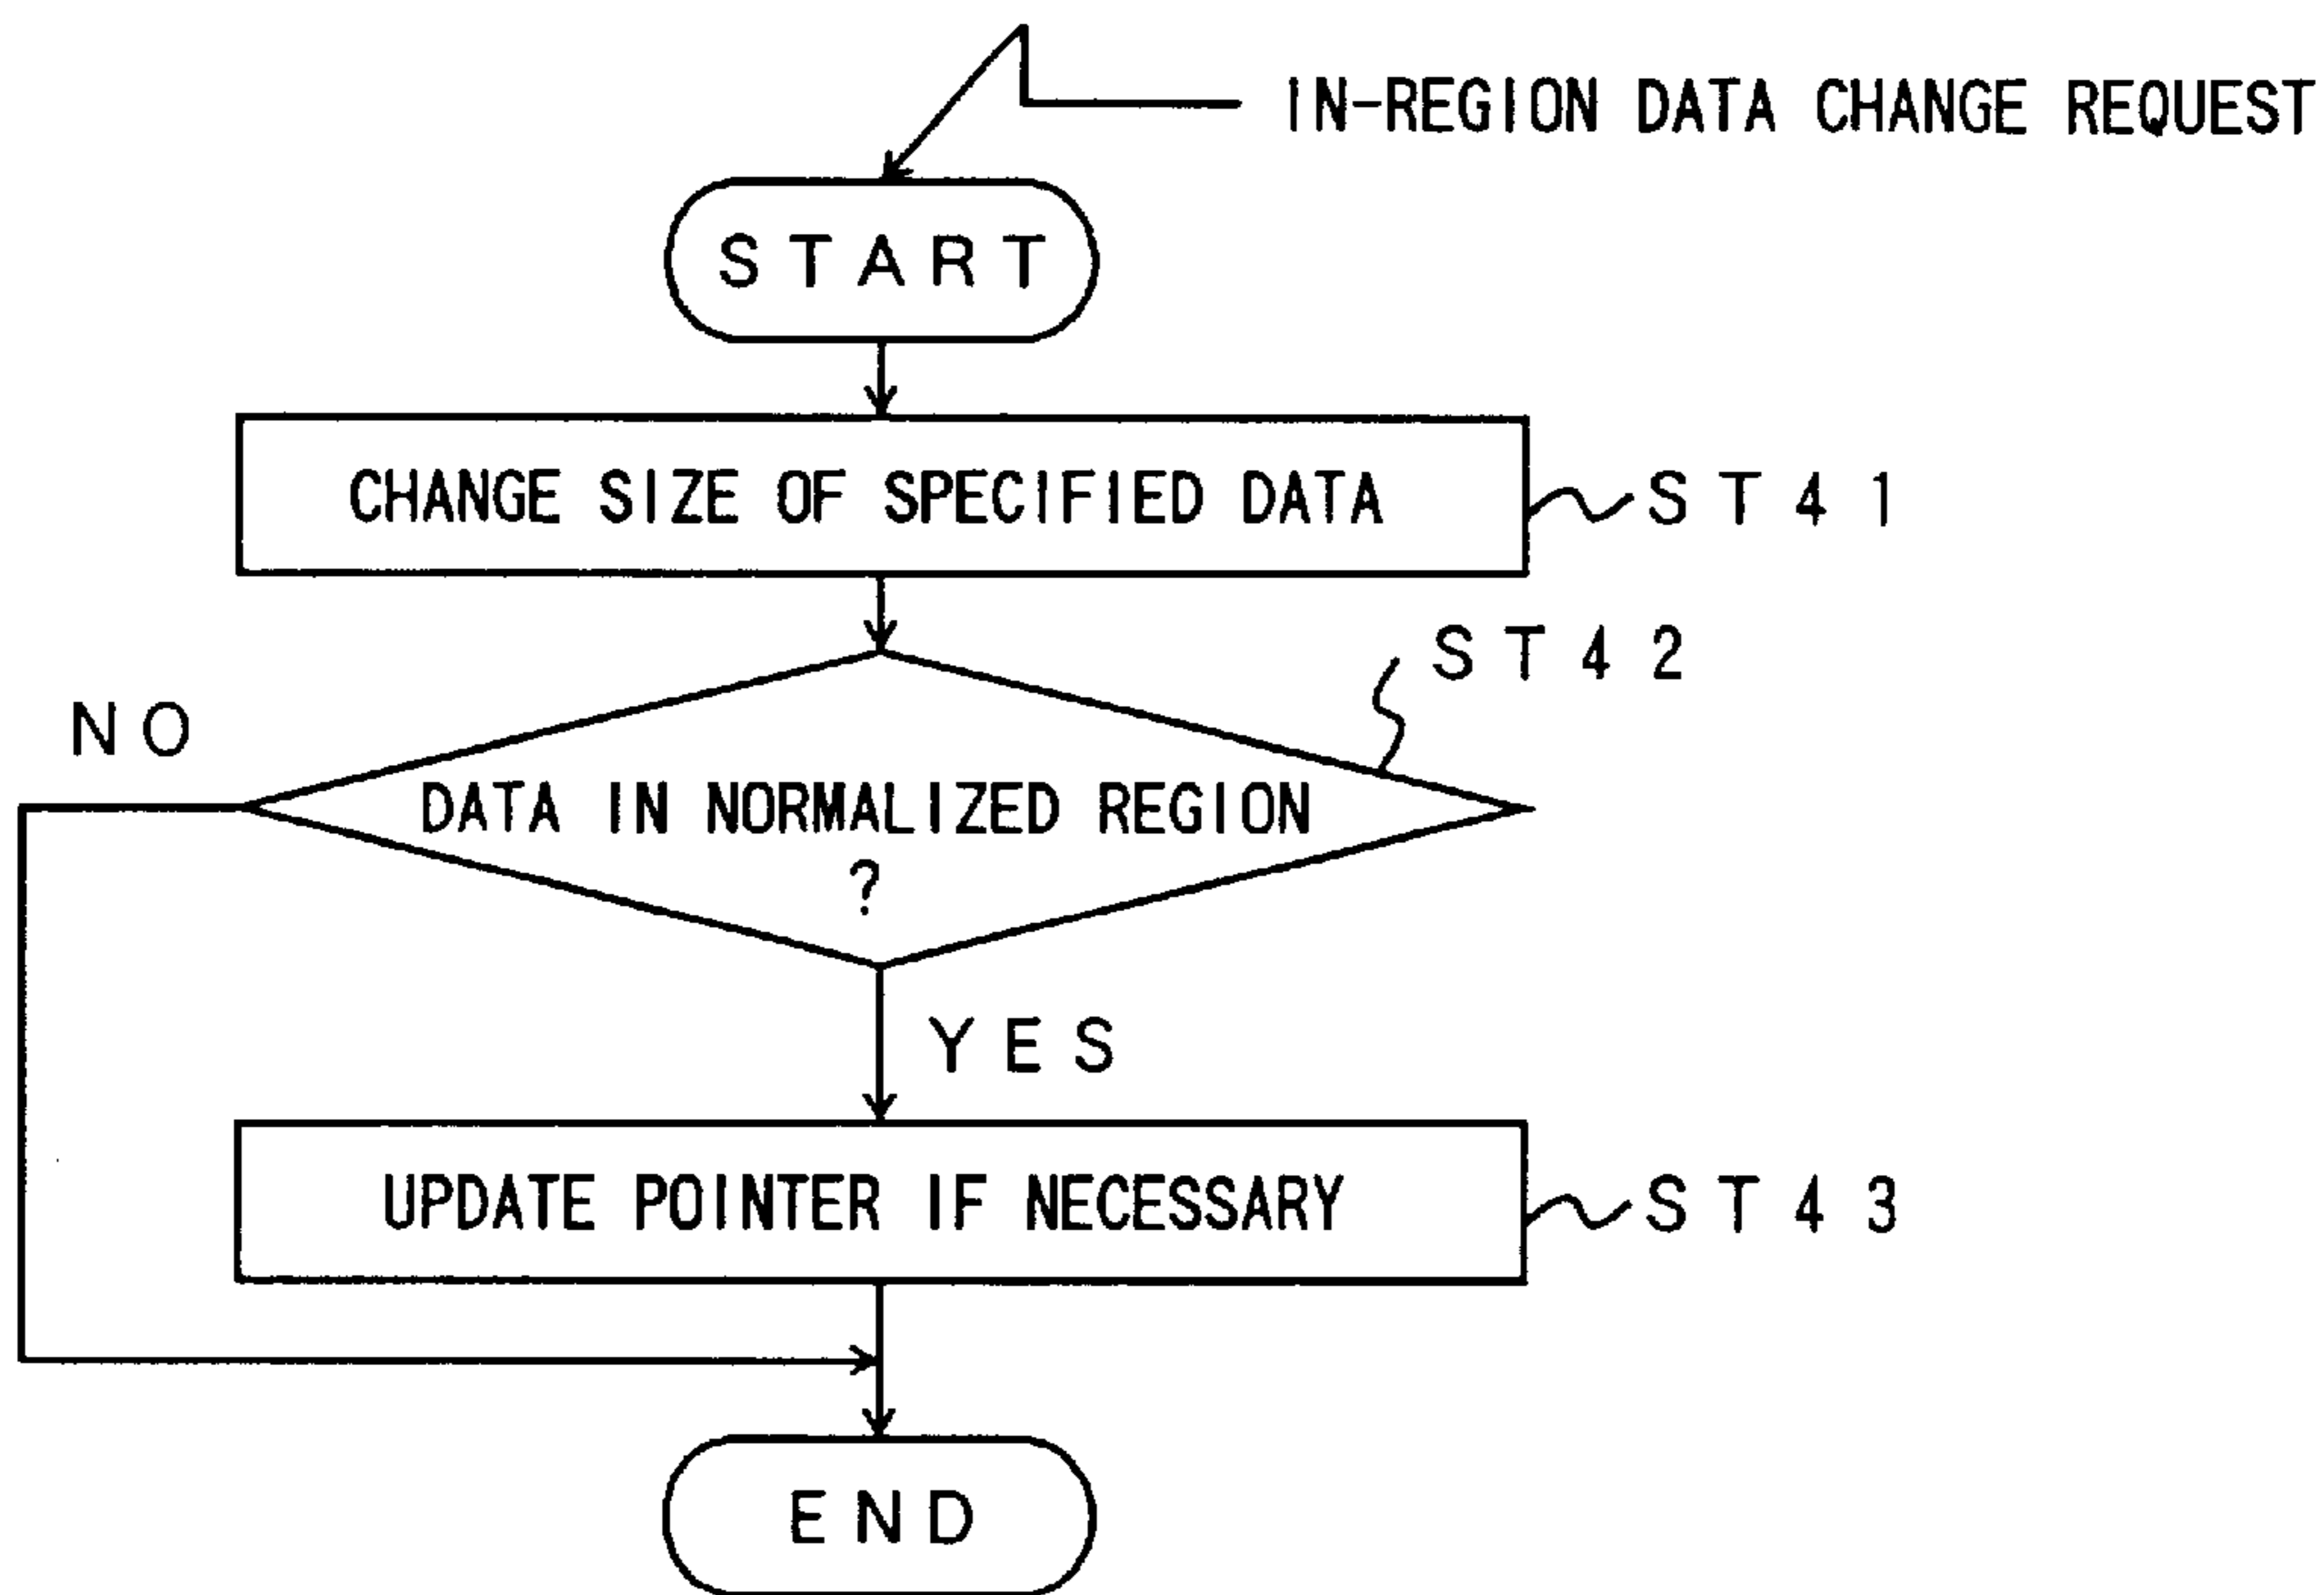 IN-REGION DATA CHANGE REQUEST
START
CHANGE SIZE OF SPECIFIED DATA
ST41
ST42
NO
DATA IN NORMALIZED REGION
?
YES
UPDATE POINTER IF NECESSARY
ST43
END